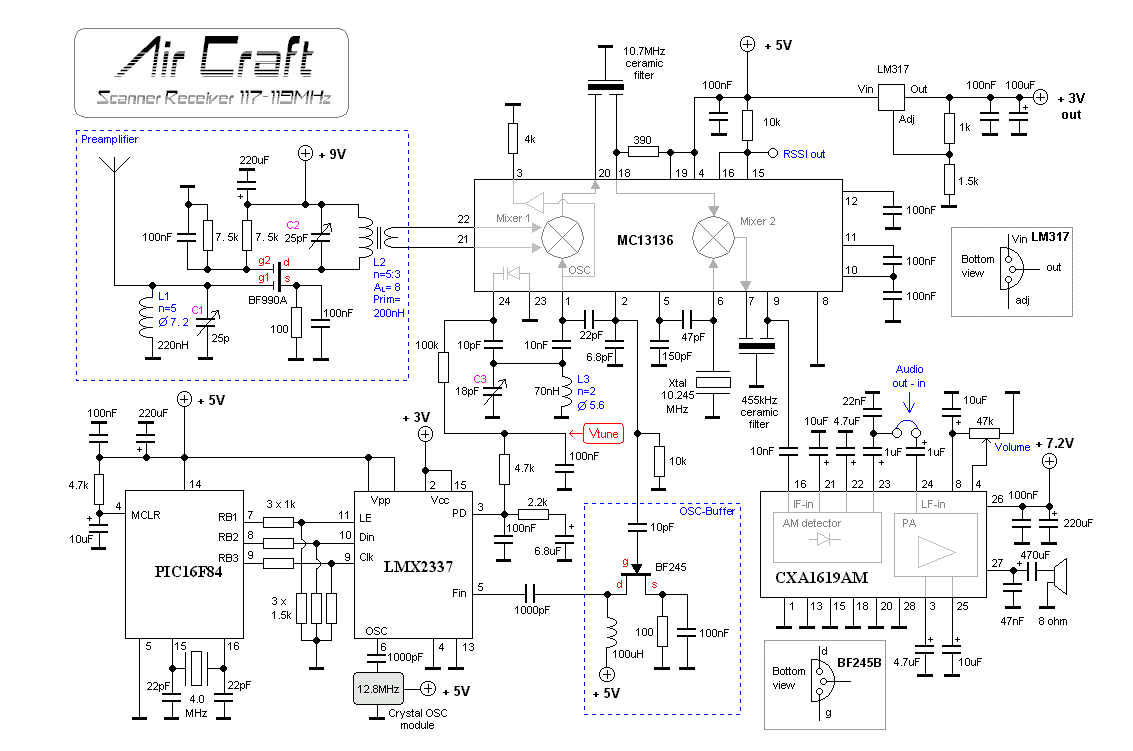 Air Craft
Scanner Receiver 117-119MHz
Preamplifier
+ 9V
220uF
100nF
7.5k
7.5k
C2
25pF
g2
d
g1
s
BF990A
L1
n=5
Ø 7.2
220nH
C1
25p
100
100nF
L2
n=5:3
AL= 8
Prim=
200nH
10.7MHz
ceramic
filter
4k
390
100nF
+ 5V
10k
RSSI out
LM317
Vin
Out
Adj
100nF
100uF
+ 3V
out
1k
1.5k
3
20
18
19
4
16
15
22
21
Mixer 1
OSC
MC13136
Mixer 2
12
11
10
100nF
100nF
100nF
24
23
1
2
5
6
7
9
8
Vin
LM317
Bottom
view
out
adj
100k
10pF
10nF
22pF
6.8pF
47pF
150pF
C3
18pF
70nH
L3
n=2
Ø 5.6
Xtal
10.245
MHz
455kHz
ceramic
filter
Vtune
100nF
4.7k
10k
+ 5V
100nF
220uF
4.7k
10uF
14
4
MCLR
RB1
7
RB2
8
RB3
9
PIC16F84
5
15
16
22pF
22pF
4.0
MHz
3 x 1k
3 x
1.5k
+ 3V
2
15
Vpp
Vcc
11
LE
10
Din
9
Clk
PD
3
LMX2337
Fin
5
OSC
6
4
13
2.2k
100nF
6.8uF
1000pF
1000pF
12.8MHz
+ 5V
Crystal OSC
module
OSC-Buffer
10pF
g
BF245
d
s
100
100nF
100uH
+ 5V
Audio
out - in
22nF
10uF
4.7uF
10nF
1uF
1uF
10uF
47k
Volume
+ 7.2V
16
21
22
23
24
8
4
IF-in
AM detector
LF-in
PA
CXA1619AM
26
100nF
220uF
27
470uF
47nF
8 ohm
1
13
15
18
20
28
3
25
4.7uF
10uF
d
BF245B
Bottom
view
g